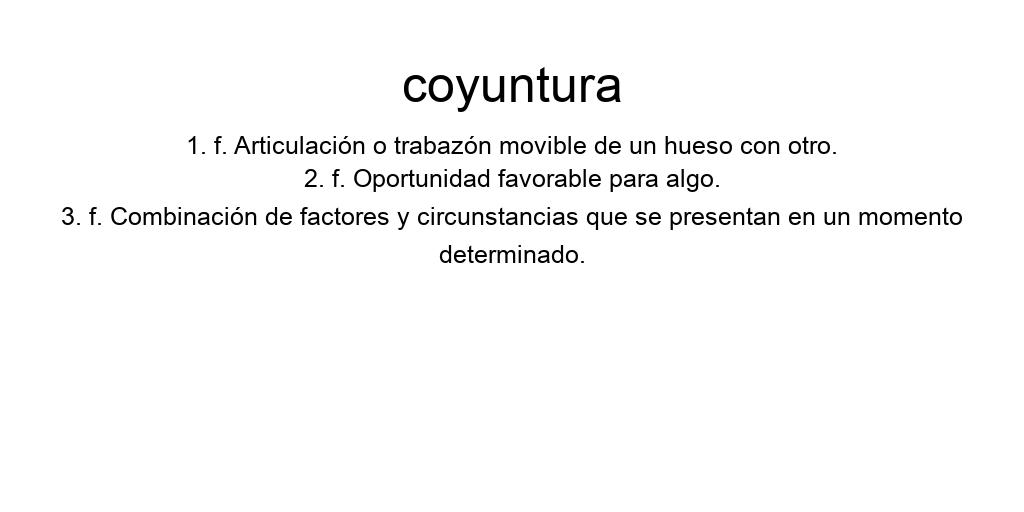 coyuntura
1. f. Articulación o trabazón movible de un hueso con otro.
2. f. Oportunidad favorable para algo.
3. f. Combinación de factores y circunstancias que se presentan en un momento
determinado.